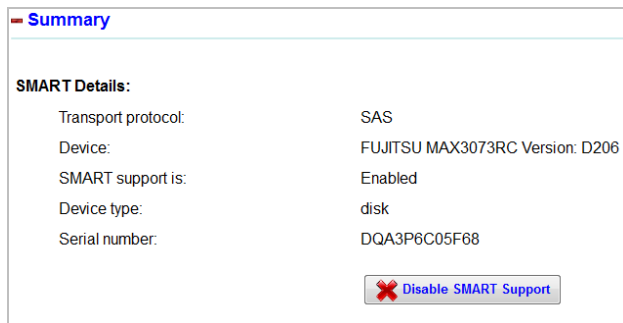 Summary
SMART Details:
Transport protocol: SAS
Device: FUJITSU MAX3073RC Version: D206
SMART support is: Enabled
Device type: disk
Serial number: DQA3P6C05F68
Disable SMART Support